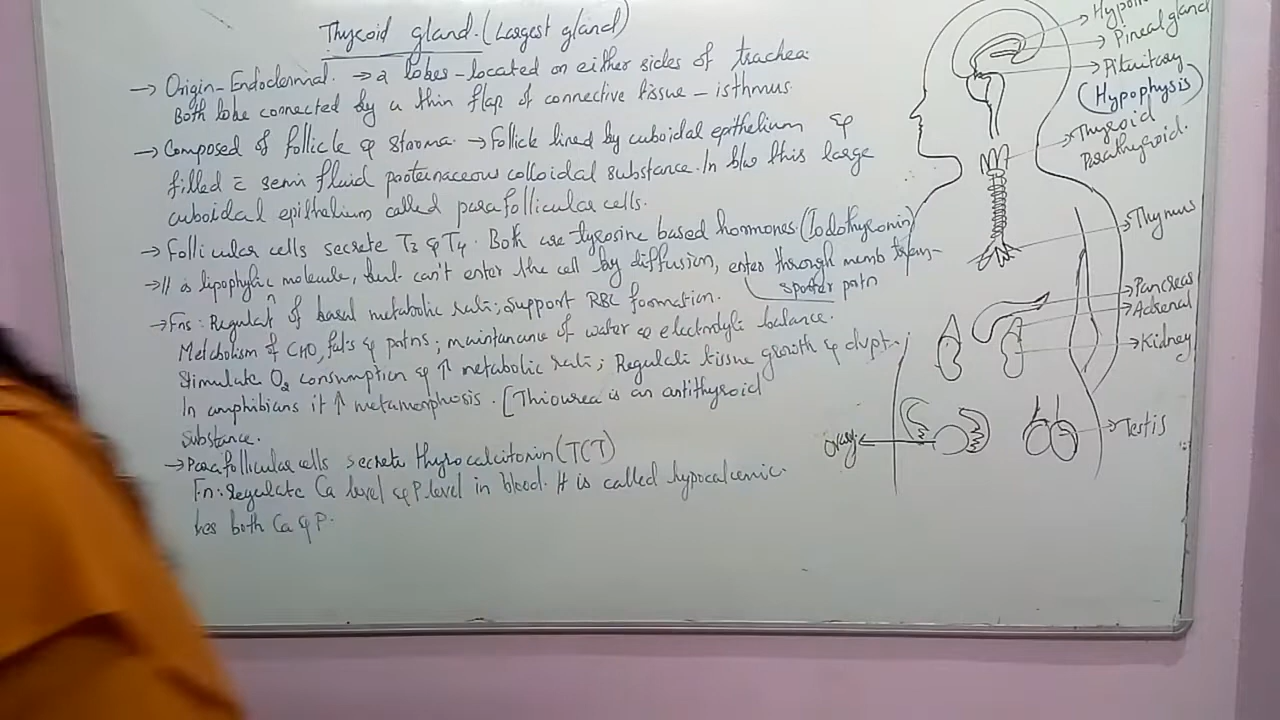 Thyroid gland. (Largest gland)
→ Origin - Endodermal. → 2 lobes - located on either sides of trachea.
Both lobe connected by a thin flap of connective tissue - isthmus.
→ Composed of follicle & stroma. → Follicle lined by cuboidal epithelium &
filled c̄ semi fluid proteinaceous colloidal substance. In b/w this large
cuboidal epithelium called parafollicular cells.
→ Follicular cells secrete T3 & T4. Both are tyrosine based hormones. (Iodothyronin)
→ It is lipophylic molecule, but can't enter the cell by diffusion, enter through memb tran-
sporter protn
→ Fns: Regulatn of basal metabolic rate; support RBC formation.
Metabolism of CHO, fats & protns; maintanance of water & electrolyte balance.
Stimulate O2 consumption & ↑ metabolic rate; Regulate tissue growth & dvpt.
In amphibians it ↑ metamorphosis. [Thiourea is an antithyroid
substance.
→ Parafollicular cells secrete thyrocalcitonin (TCT)
Fn: Regulate Ca level & P level in blood. It is called hypocalcemic
both Ca & P.
Pineal gland
Pituitary
(Hypophysis)
Thyroid
Parathyroid.
Thymus
Pancreas
Adrenal
Kidney
Testis
Ovary